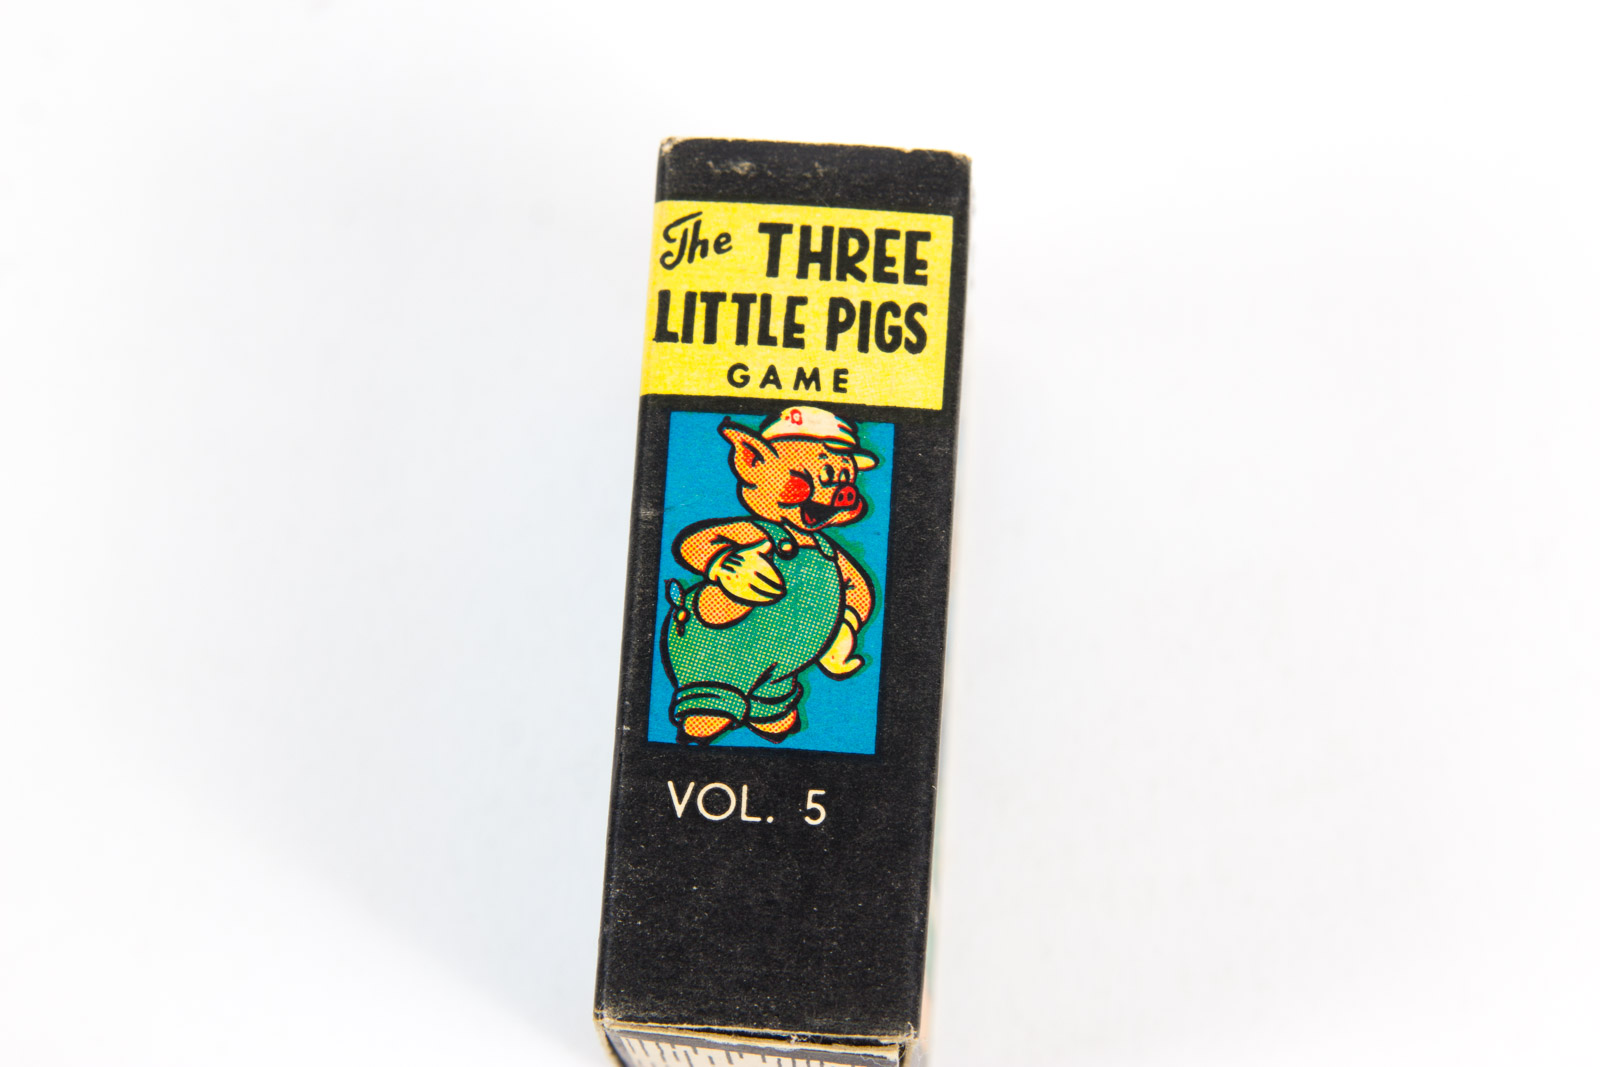 The THREE
LITTLE PIGS
GAME
VOL. 5